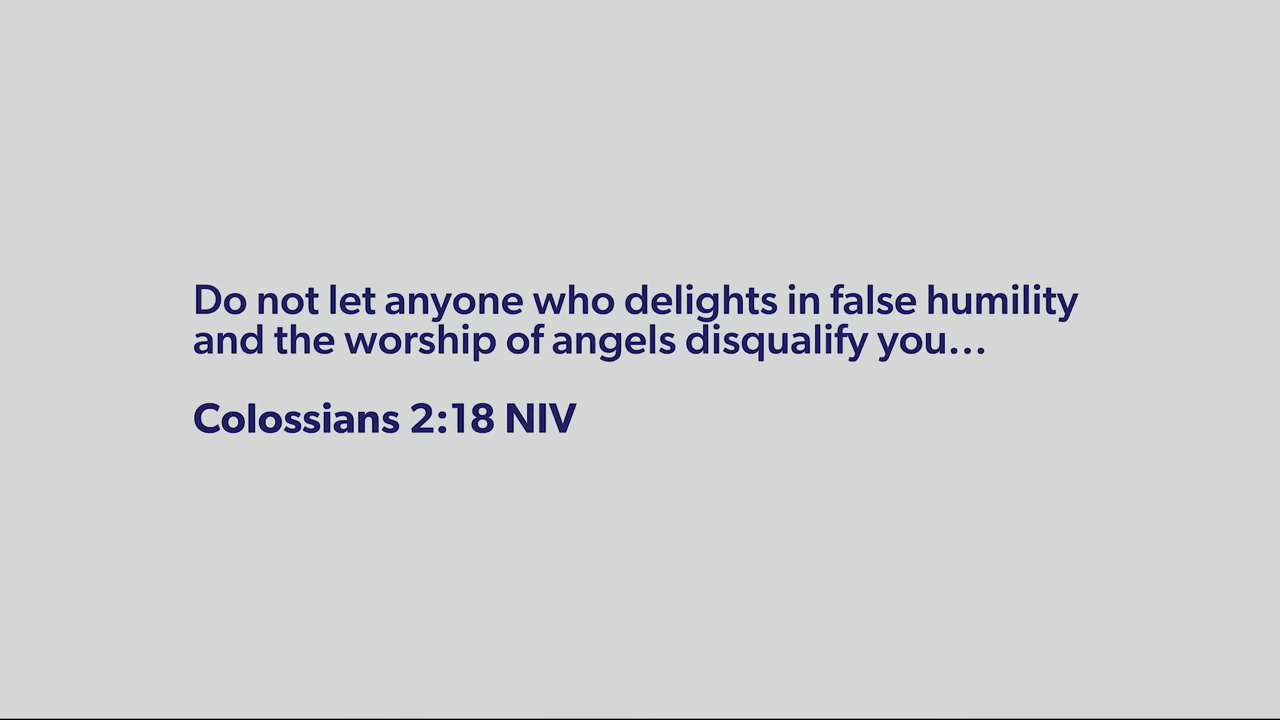 Do not let anyone who delights in false humility
and the worship of angels disqualify you…
Colossians 2:18 NIV